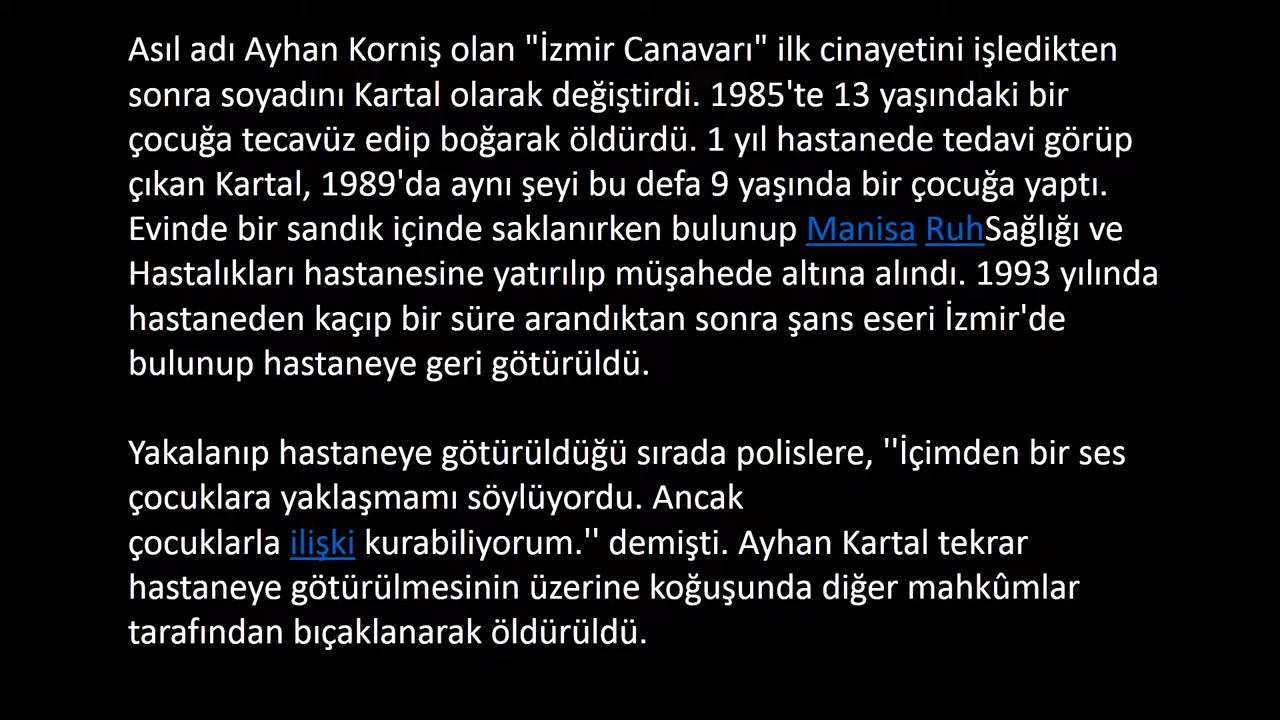 Asıl adı Ayhan Korniş olan "İzmir Canavarı" ilk cinayetini işledikten
sonra soyadını Kartal olarak değiştirdi. 1985'te 13 yaşındaki bir
çocuğa tecavüz edip boğarak öldürdü. 1 yıl hastanede tedavi görüp
çıkan Kartal, 1989'da aynı şeyi bu defa 9 yaşında bir çocuğa yaptı.
Evinde bir sandık içinde saklanırken bulunup Manisa RuhSağlığı ve
Hastalıkları hastanesine yatırılıp müşahede altına alındı. 1993 yılında
hastaneden kaçıp bir süre arandıktan sonra şans eseri İzmir'de
bulunup hastaneye geri götürüldü.
Yakalanıp hastaneye götürüldüğü sırada polislere, ''İçimden bir ses
çocuklara yaklaşmamı söylüyordu. Ancak
çocuklarla ilişki kurabiliyorum.'' demişti. Ayhan Kartal tekrar
hastaneye götürülmesinin üzerine koğuşunda diğer mahkûmlar
tarafından bıçaklanarak öldürüldü.